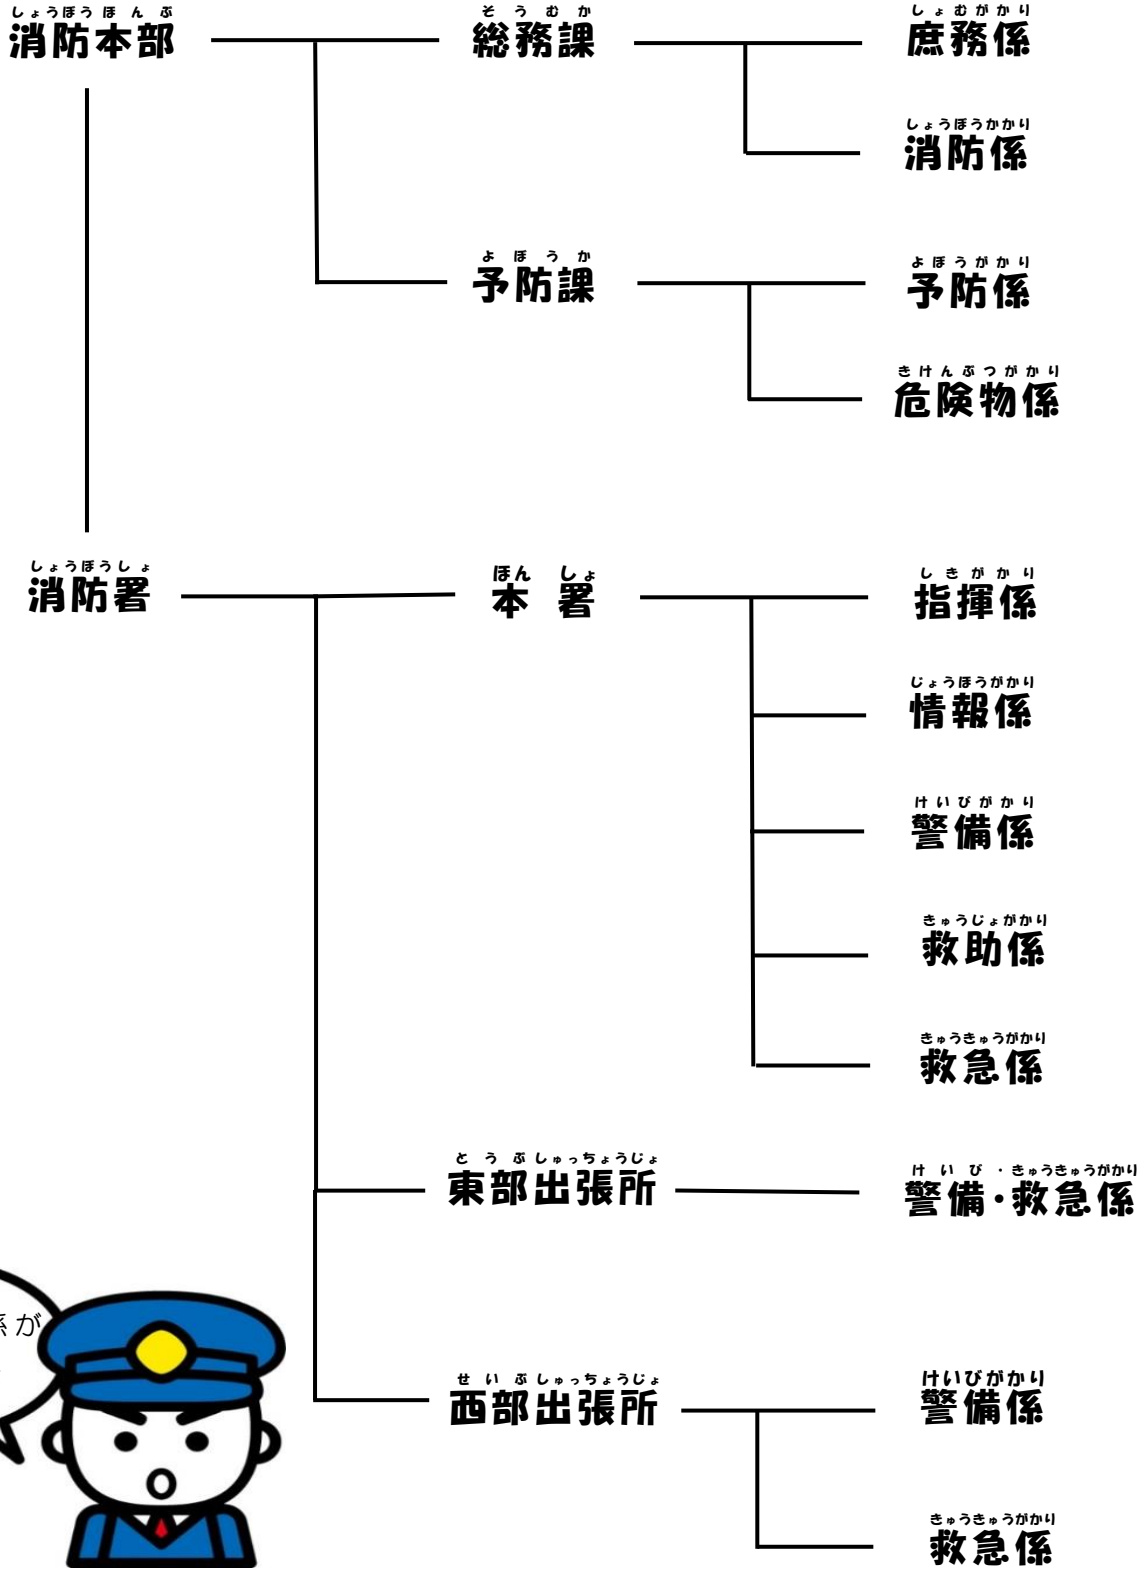 しょうぼうほんぶ
消防本部
そうむか
総務課
しょむがかり
庶務係
しょうぼうかかり
消防係
よぼうか
予防課
よぼうがかり
予防係
きけんぶつがかり
危険物係
しょうぼうしょ
消防署
ほん しょ
本 署
しきがかり
指揮係
じょうほうがかり
情報係
けいびがかり
警備係
きゅうじょがかり
救助係
きゅうきゅうがかり
救急係
とうぶしゅっちょうじょ
東部出張所
けいび・きゅうきゅうがかり
警備・救急係
せいぶしゅっちょうじょ
西部出張所
けいびがかり
警備係
きゅうきゅうがかり
救急係
が